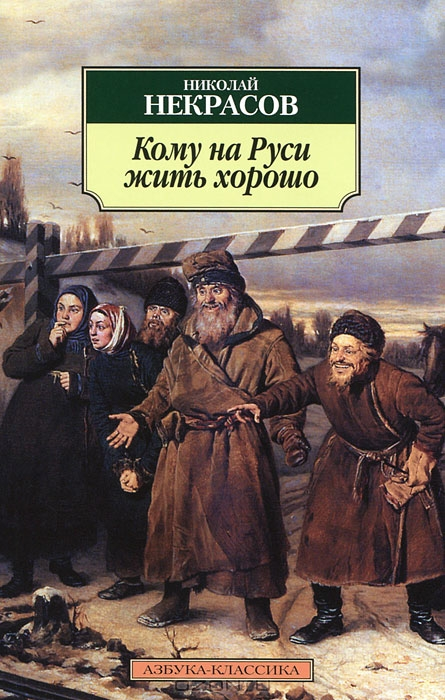 НИКОЛАЙ
НЕКРАСОВ
Кому на Руси
жить хорошо
АЗБУКА-КЛАССИКА